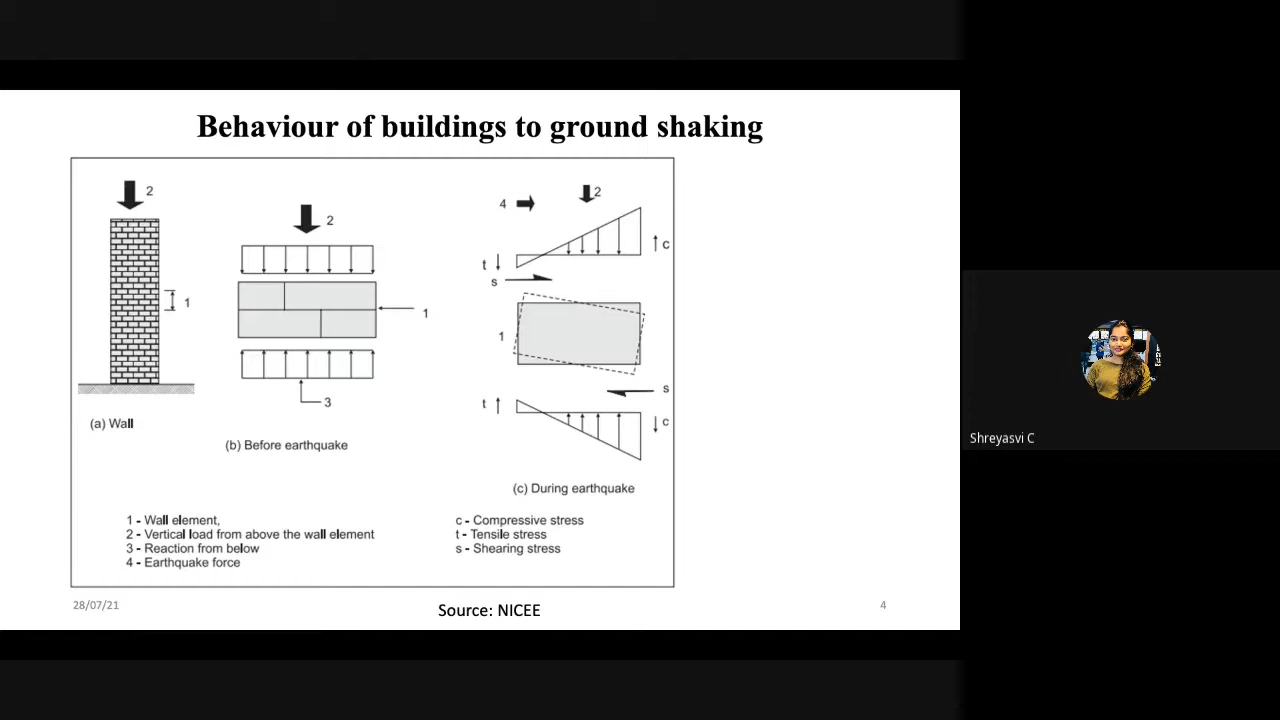 Behaviour of buildings to ground shaking
2
1
(a) Wall
2
1
3
(b) Before earthquake
4
2
c
t
s
1
s
t
c
(c) During earthquake
1 - Wall element,
2 - Vertical load from above the wall element
3 - Reaction from below
4 - Earthquake force
c - Compressive stress
t - Tensile stress
s - Shearing stress
28/07/21
Source: NICEE
4
Shreyasvi C